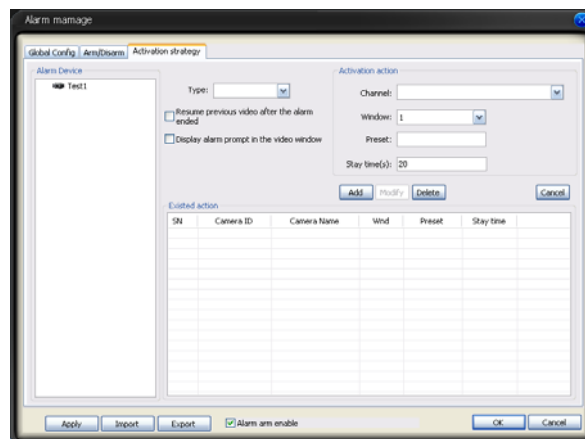 Alarm mamage
Global Config Arm/Disarm Activation strategy
Alarm Device
Test1
Type:
Resume previous video after the alarm
ended
Display alarm prompt in the video window
Activation action
Channel:
Window: 1
Preset:
Stay time(s): 20
Add Modify Delete Cancel
Existed action
SN Camera ID Camera Name Wnd Preset Stay time
Apply Import Export Alarm arm enable OK Cancel